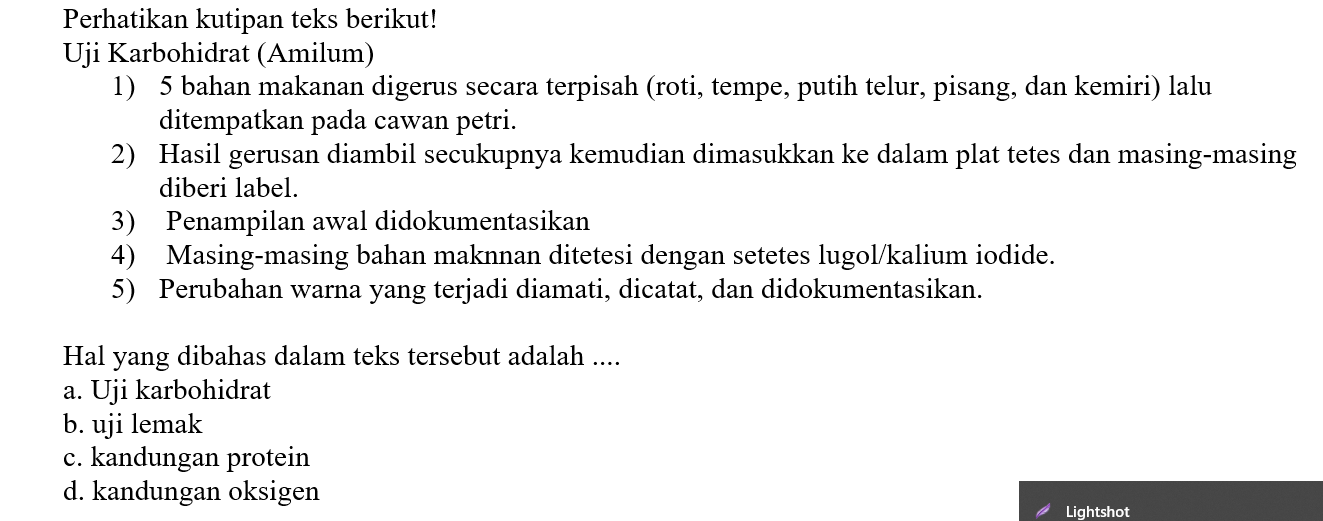 Perhatikan kutipan teks berikut!
Uji Karbohidrat (Amilum)
1) 5 bahan makanan digerus secara terpisah (roti, tempe, putih telur, pisang, dan kemiri) lalu
ditempatkan pada cawan petri.
2) Hasil gerusan diambil secukupnya kemudian dimasukkan ke dalam plat tetes dan masing-masing
diberi label.
3) Penampilan awal didokumentasikan
4) Masing-masing bahan maknnan ditetesi dengan setetes lugol/kalium iodide.
5) Perubahan warna yang terjadi diamati, dicatat, dan didokumentasikan.
Hal yang dibahas dalam teks tersebut adalah ....
a. Uji karbohidrat
b. uji lemak
c. kandungan protein
d. kandungan oksigen
Lightshot